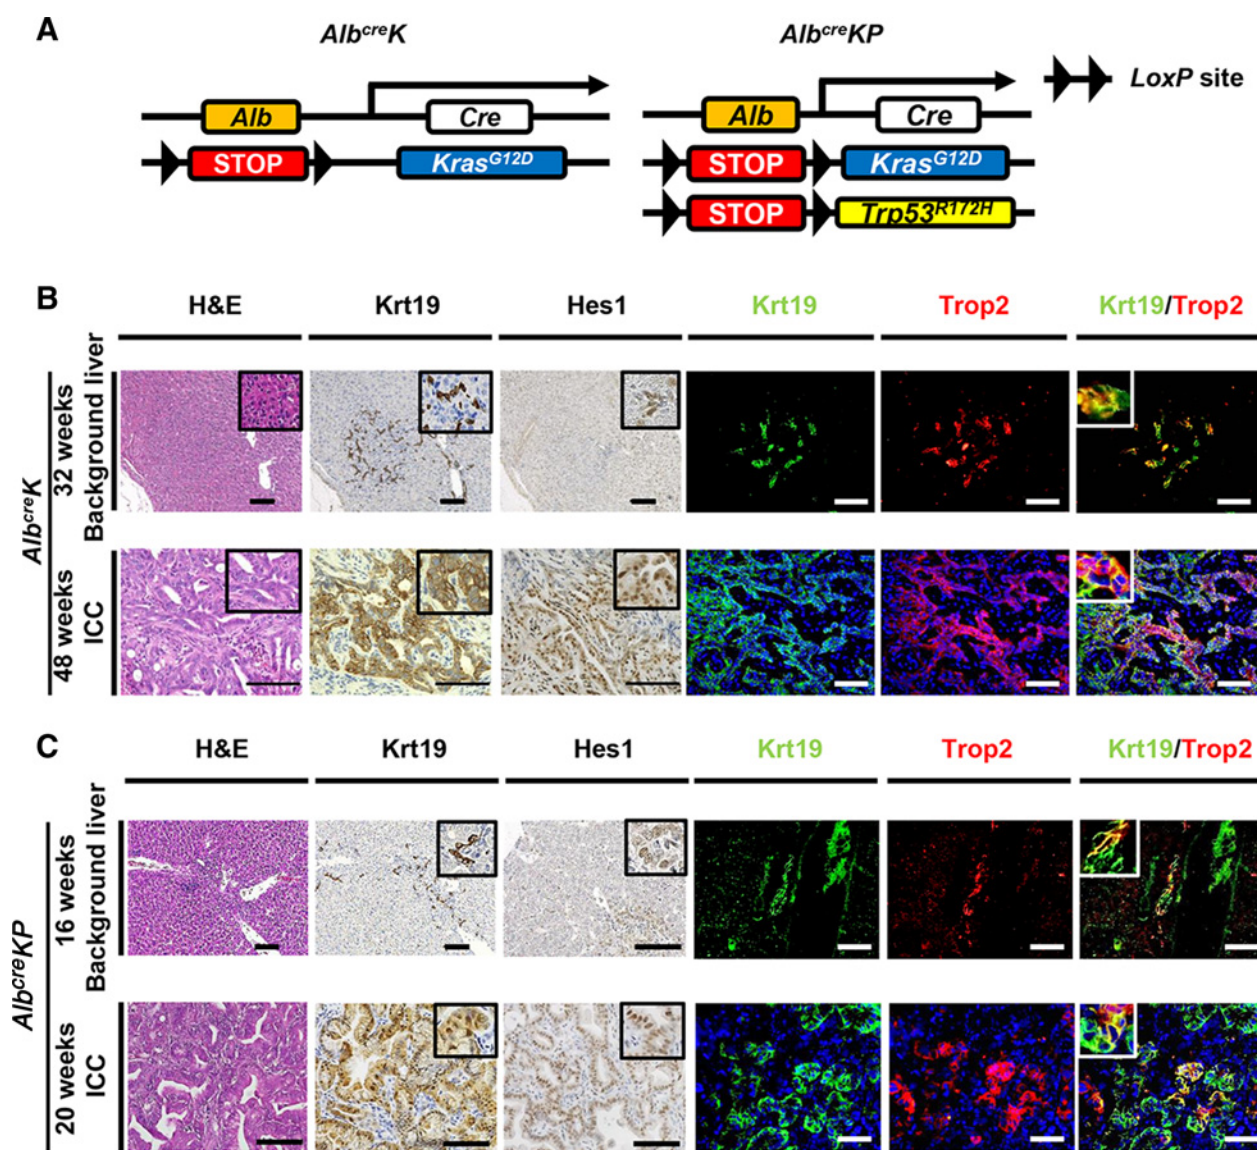 A
Alb^creK
Alb^creKP
LoxP site
Alb
Cre
Alb
Cre
STOP
Kras^G12D
STOP
Kras^G12D
STOP
Trp53^R172H
B
H&E
Krt19
Hes1
Krt19
Trop2
Krt19/Trop2
Alb^creK
32 weeks
Background liver
48 weeks
ICC
C
H&E
Krt19
Hes1
Krt19
Trop2
Krt19/Trop2
Alb^creKP
16 weeks
Background liver
20 weeks
ICC